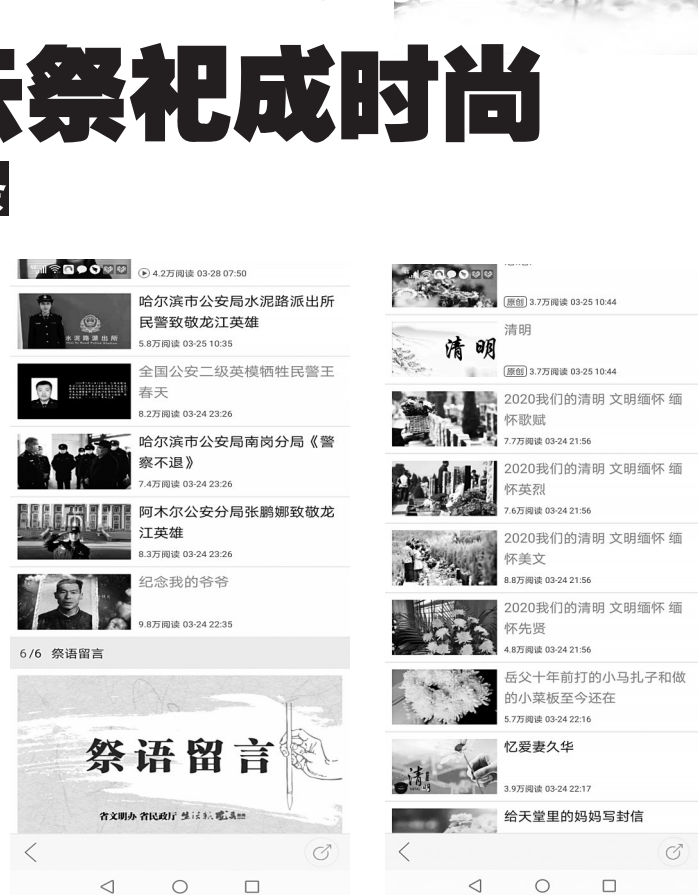 祭祀成时尚
4.2万阅读 03-28 07:50
哈尔滨市公安局水泥路派出所
民警致敬龙江英雄
5.8万阅读 03-25 10:35
水泥路派出所
全国公安二级英模牺牲民警王
春天
8.2万阅读 03-24 23:26
哈尔滨市公安局南岗分局《警
察不退》
7.4万阅读 03-24 23:26
阿木尔公安分局张鹏娜致敬龙
江英雄
8.3万阅读 03-24 23:26
纪念我的爷爷
9.8万阅读 03-24 22:35
6/6 祭语留言
祭语留言
省文明办 省民政厅 生活报
原创 3.7万阅读 03-25 10:44
清明
清明
原创 3.7万阅读 03-25 10:44
2020我们的清明 文明缅怀 缅
怀歌赋
7.7万阅读 03-24 21:56
2020我们的清明 文明缅怀 缅
怀英烈
7.6万阅读 03-24 21:56
2020我们的清明 文明缅怀 缅
怀美文
8.8万阅读 03-24 21:56
2020我们的清明 文明缅怀 缅
怀先贤
4.8万阅读 03-24 21:56
岳父十年前打的小马扎子和做
的小菜板至今还在
5.7万阅读 03-24 22:16
忆爱妻久华
清明
3.9万阅读 03-24 22:17
给天堂里的妈妈写封信